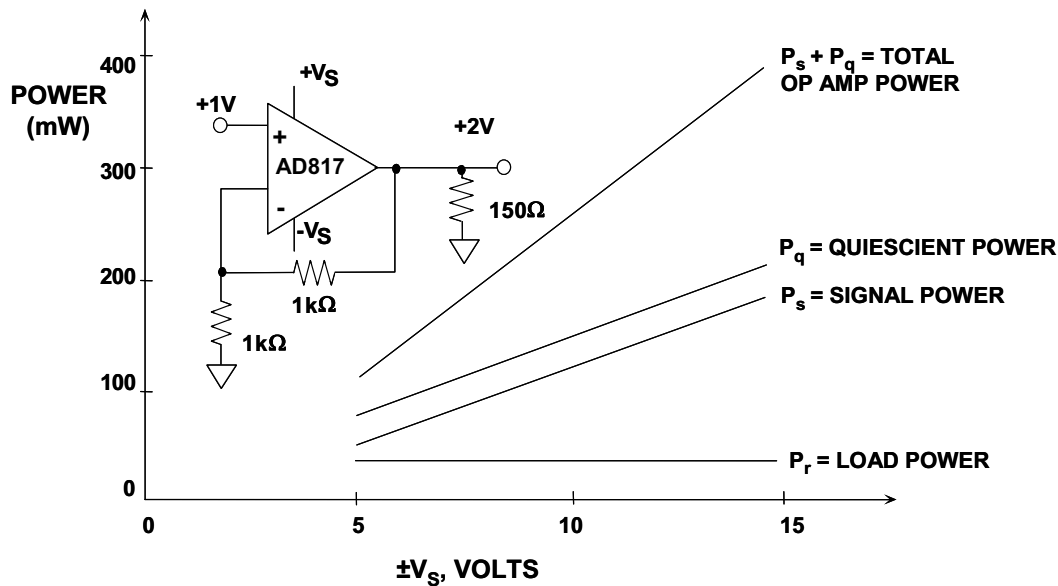 400
POWER
(mW)
300
200
100
0
0
5
10
15
±VS, VOLTS
+VS
+1V
+
AD817
-
-VS
+2V
150Ω
1kΩ
1kΩ
Ps + Pq = TOTAL
OP AMP POWER
Pq = QUIESCIENT POWER
Ps = SIGNAL POWER
Pr = LOAD POWER